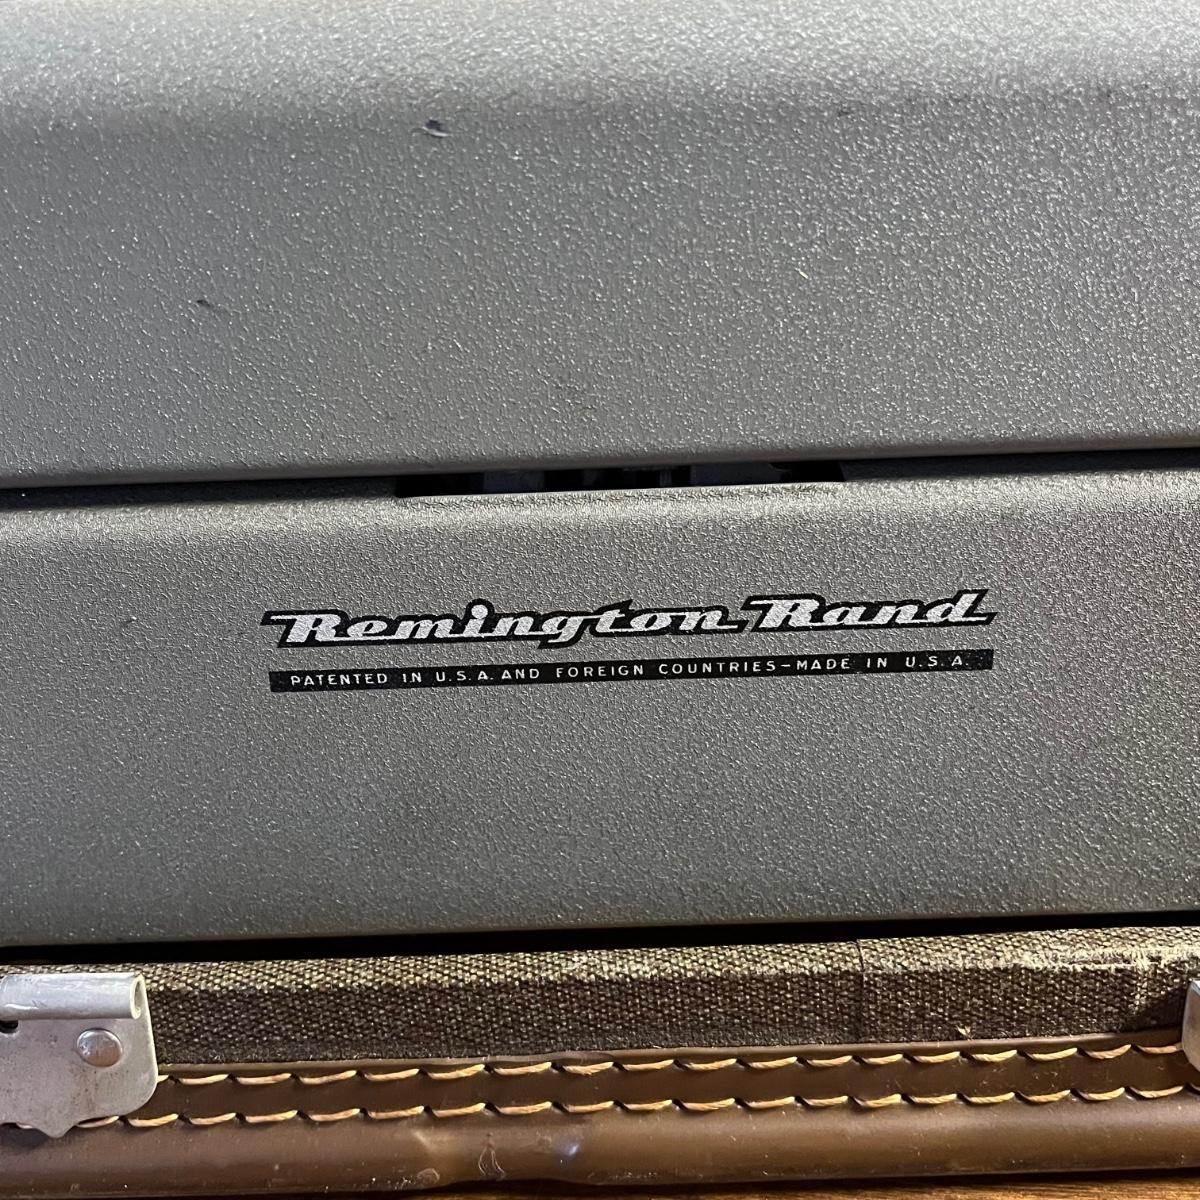 Remington Rand
PATENTED IN U.S.A. AND FOREIGN COUNTRIES-MADE IN U.S.A.